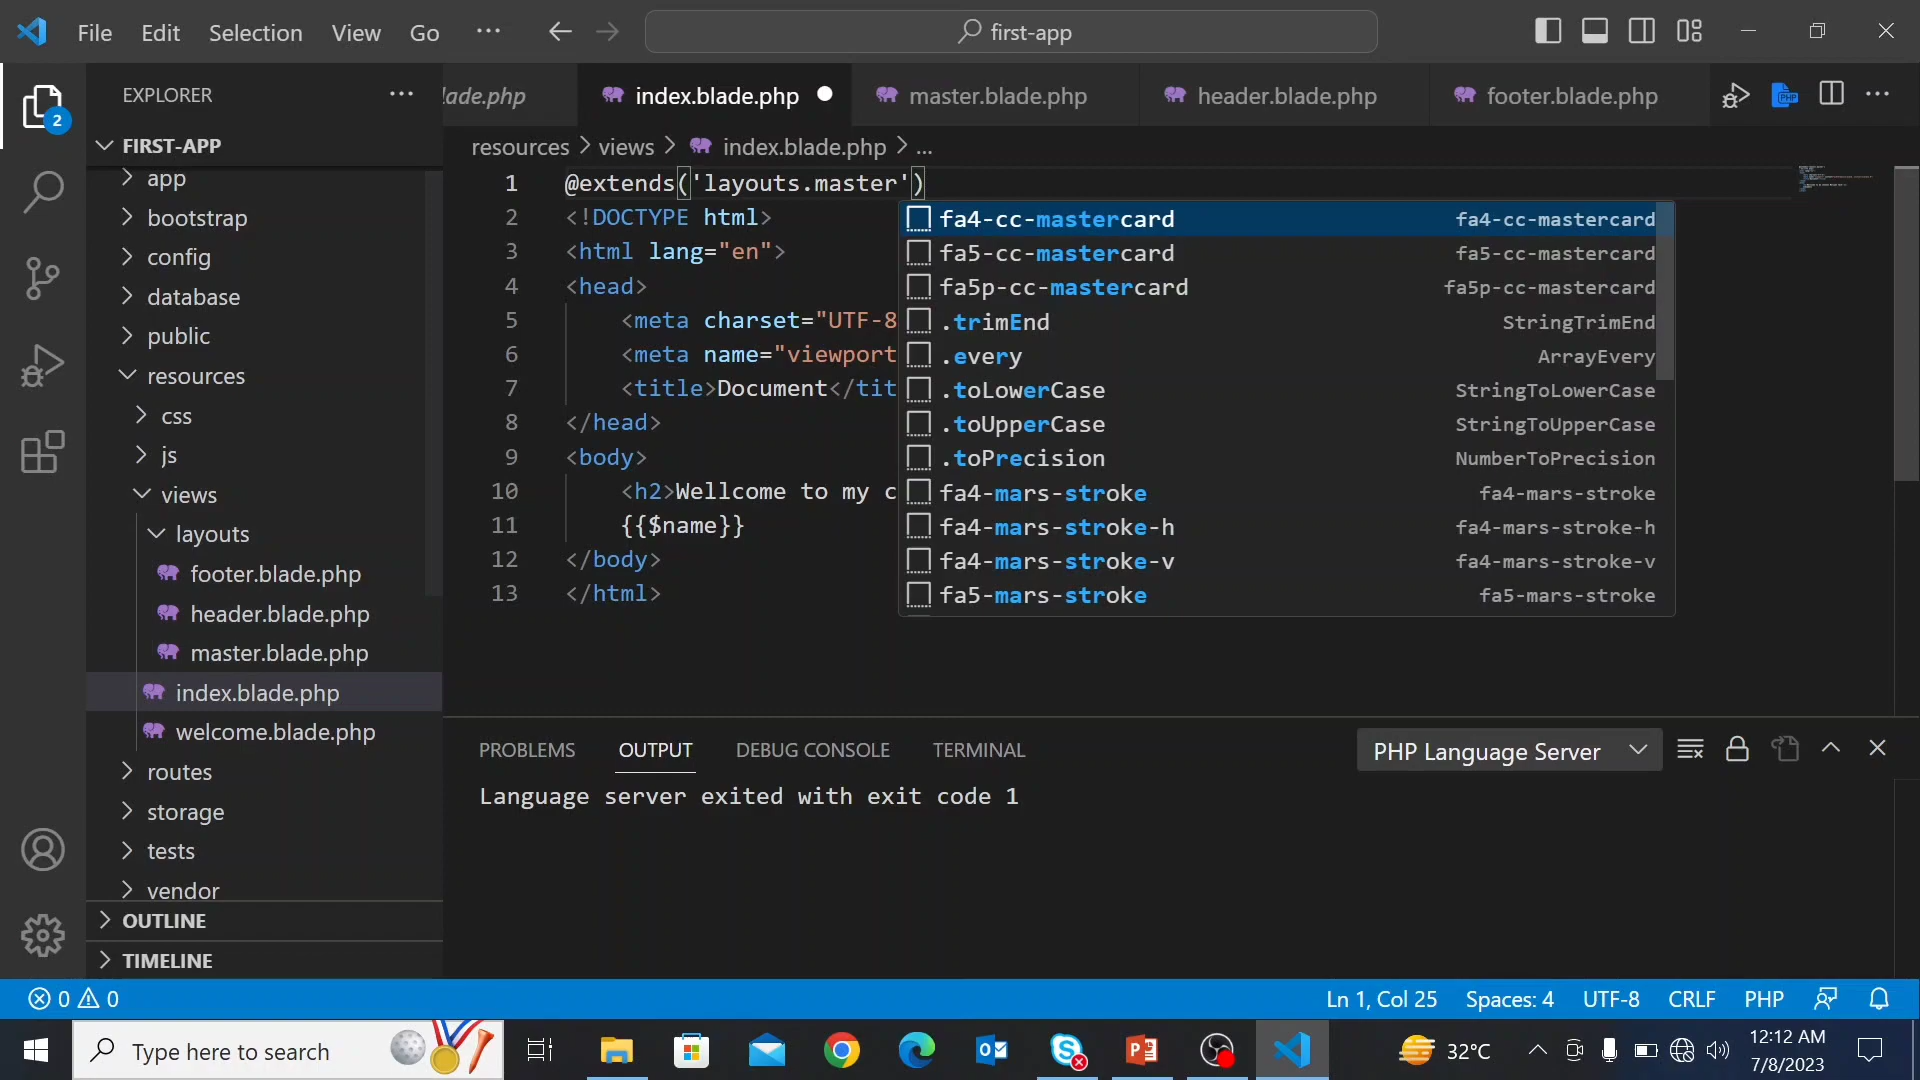 File Edit Selection View Go ··· first-app
EXPLORER ···
2
FIRST-APP
app
bootstrap
config
database
public
resources
css
js
views
layouts
footer.blade.php
header.blade.php
master.blade.php
index.blade.php
welcome.blade.php
routes
storage
tests
vendor
OUTLINE
TIMELINE
lade.php index.blade.php master.blade.php header.blade.php footer.blade.php
resources > views > index.blade.php > ...
1 @extends('layouts.master')
2 <!DOCTYPE html>
3 <html lang="en">
4 <head>
5 <meta charset="UTF-8
6 <meta name="viewport
7 <title>Document</tit
8 </head>
9 <body>
10 <h2>Wellcome to my c
11 {{$name}}
12 </body>
13 </html>
fa4-cc-mastercard fa4-cc-mastercard
fa5-cc-mastercard fa5-cc-mastercard
fa5p-cc-mastercard fa5p-cc-mastercard
.trimEnd StringTrimEnd
.every ArrayEvery
.toLowerCase StringToLowerCase
.toUpperCase StringToUpperCase
.toPrecision NumberToPrecision
fa4-mars-stroke fa4-mars-stroke
fa4-mars-stroke-h fa4-mars-stroke-h
fa4-mars-stroke-v fa4-mars-stroke-v
fa5-mars-stroke fa5-mars-stroke
PROBLEMS OUTPUT DEBUG CONSOLE TERMINAL PHP Language Server
Language server exited with exit code 1
0 0 Ln 1, Col 25 Spaces: 4 UTF-8 CRLF PHP
Type here to search 32°C 12:12 AM
7/8/2023